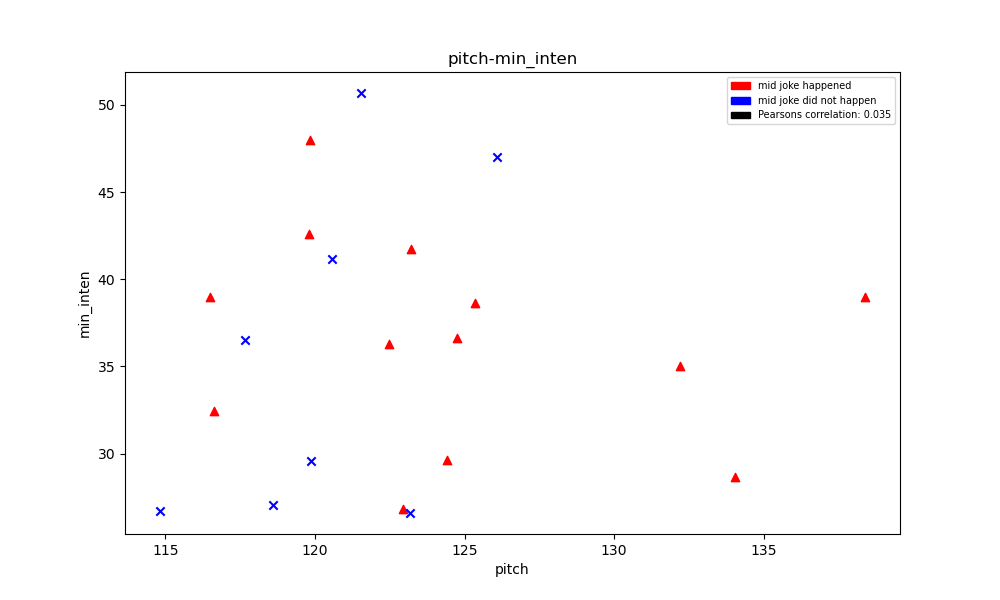 pitch-min_inten
mid joke happened
mid joke did not happen
Pearsons correlation: 0.035
50
45
40
35
30
min_inten
115
120
125
130
135
pitch